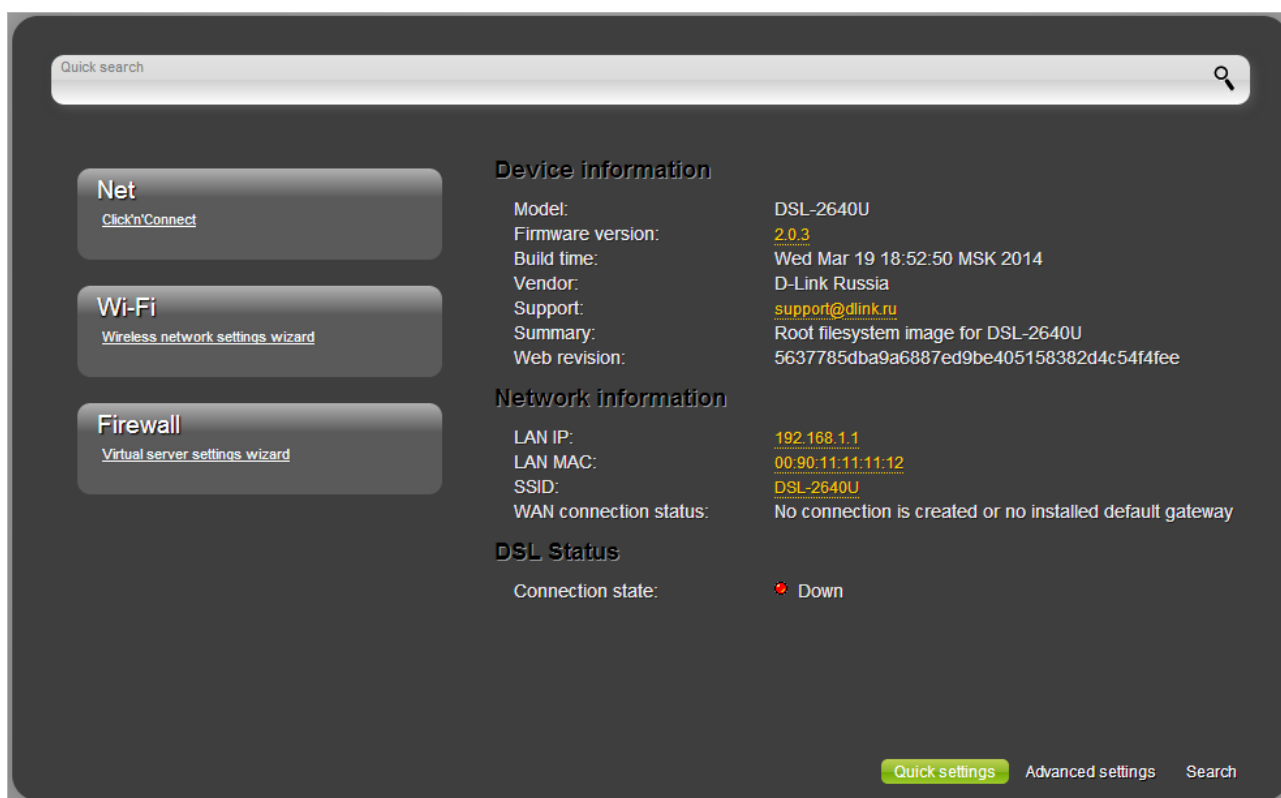 Quick search
Net
Click'n'Connect
Wi-Fi
Wireless network settings wizard
Firewall
Virtual server settings wizard
Device information
Model: DSL-2640U
Firmware version: 2.0.3
Build time: Wed Mar 19 18:52:50 MSK 2014
Vendor: D-Link Russia
Support: support@dlink.ru
Summary: Root filesystem image for DSL-2640U
Web revision: 5637785dba9a6887ed9be405158382d4c54f4fee
Network information
LAN IP: 192.168.1.1
LAN MAC: 00:90:11:11:11:12
SSID: DSL-2640U
WAN connection status: No connection is created or no installed default gateway
DSL Status
Connection state: Down
Quick settings Advanced settings Search